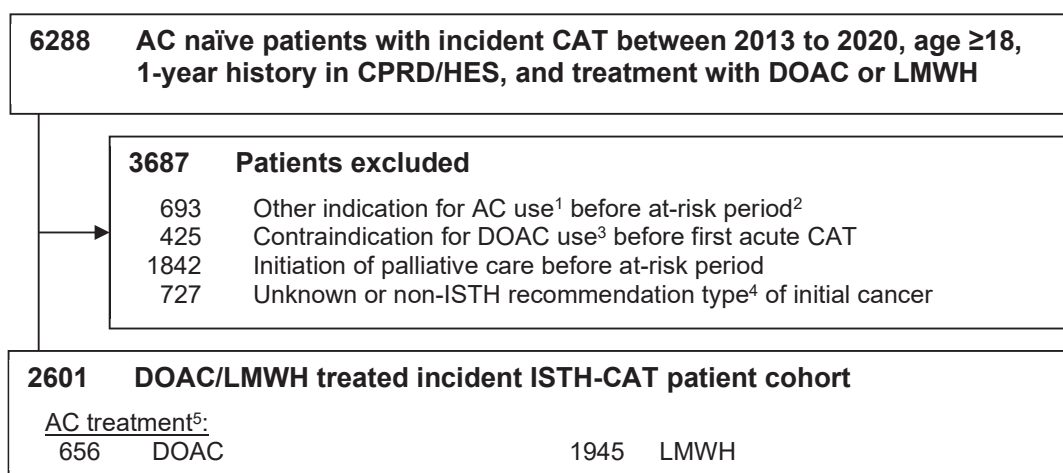 6288 AC naïve patients with incident CAT between 2013 to 2020, age ≥18,
1-year history in CPRD/HES, and treatment with DOAC or LMWH
3687 Patients excluded
693 Other indication for AC use¹ before at-risk period²
425 Contraindication for DOAC use³ before first acute CAT
1842 Initiation of palliative care before at-risk period
727 Unknown or non-ISTH recommendation type⁴ of initial cancer
2601 DOAC/LMWH treated incident ISTH-CAT patient cohort
AC treatment⁵:
656 DOAC 1945 LMWH